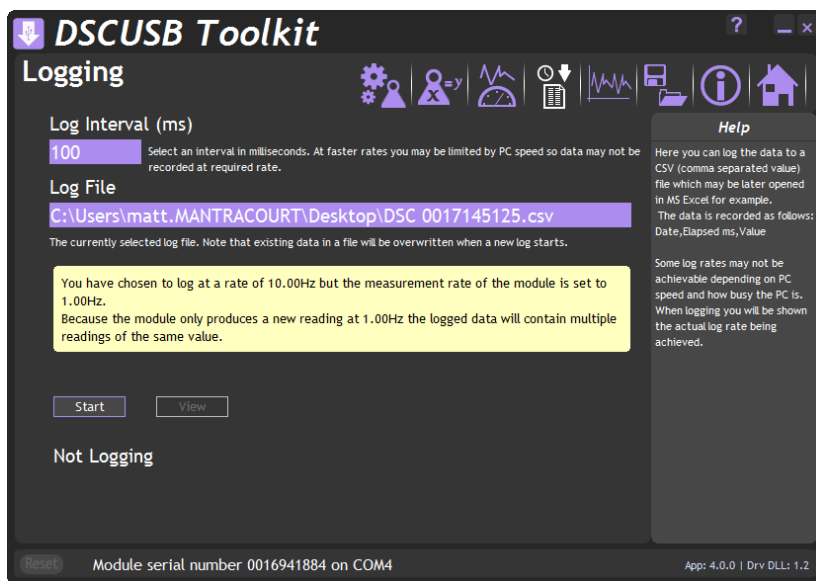 DSCUSB Toolkit
?
Logging
X=y
Log Interval (ms)
100
Select an interval in milliseconds. At faster rates you may be limited by PC speed so data may not be
recorded at required rate.
Log File
C:\Users\matt.MANTRACOURT\Desktop\DSC 0017145125.csv
The currently selected log file. Note that existing data in a file will be overwritten when a new log starts.
You have chosen to log at a rate of 10.00Hz but the measurement rate of the module is set to
1.00Hz.
Because the module only produces a new reading at 1.00Hz the logged data will contain multiple
readings of the same value.
Start
View
Not Logging
Help
Here you can log the data to a
CSV (comma separated value)
file which may be later opened
in MS Excel for example.
The data is recorded as follows:
Date,Elapsed ms,Value
Some log rates may not be
achievable depending on PC
speed and how busy the PC is.
When logging you will be shown
the actual log rate being
achieved.
Reset
Module serial number 0016941884 on COM4
App: 4.0.0 | Drv DLL: 1.2